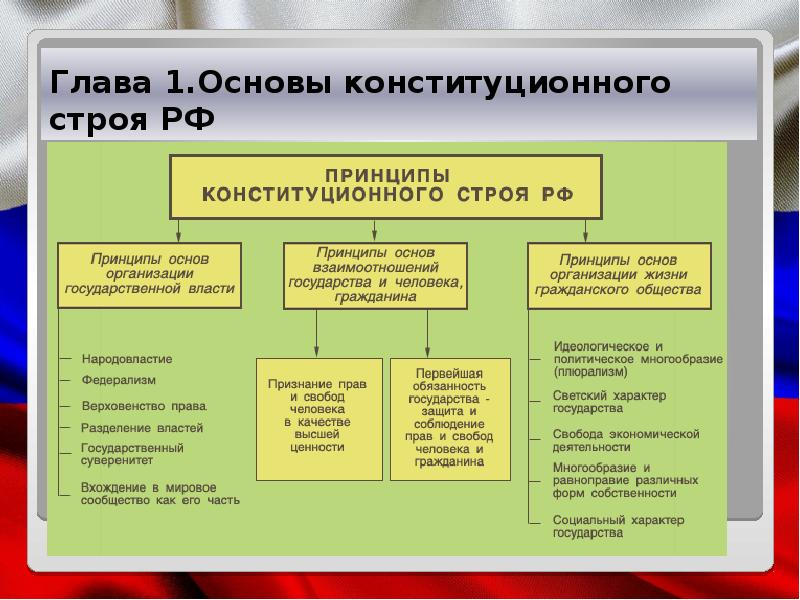 Глава 1.Основы конституционного
строя РФ
ПРИНЦИПЫ
КОНСТИТУЦИОННОГО СТРОЯ РФ
Принципы основ
организации
государственной власти
Народовластие
Федерализм
Верховенство права
Разделение властей
Государственный
суверенитет
Вхождение в мировое
сообщество как его часть
Принципы основ
взаимоотношений
государства и человека,
гражданина
Признание прав
и свобод
человека
в качестве
высшей
ценности
Первейшая
обязанность
государства -
защита и
соблюдение
прав и свобод
человека и
гражданина
Принципы основ
организации жизни
гражданского общества
Идеологическое и
политическое многообразие
(плюрализм)
Светский характер
государства
Свобода экономической
деятельности
Многообразие и
равноправие различных
форм собственности
Социальный характер
государства